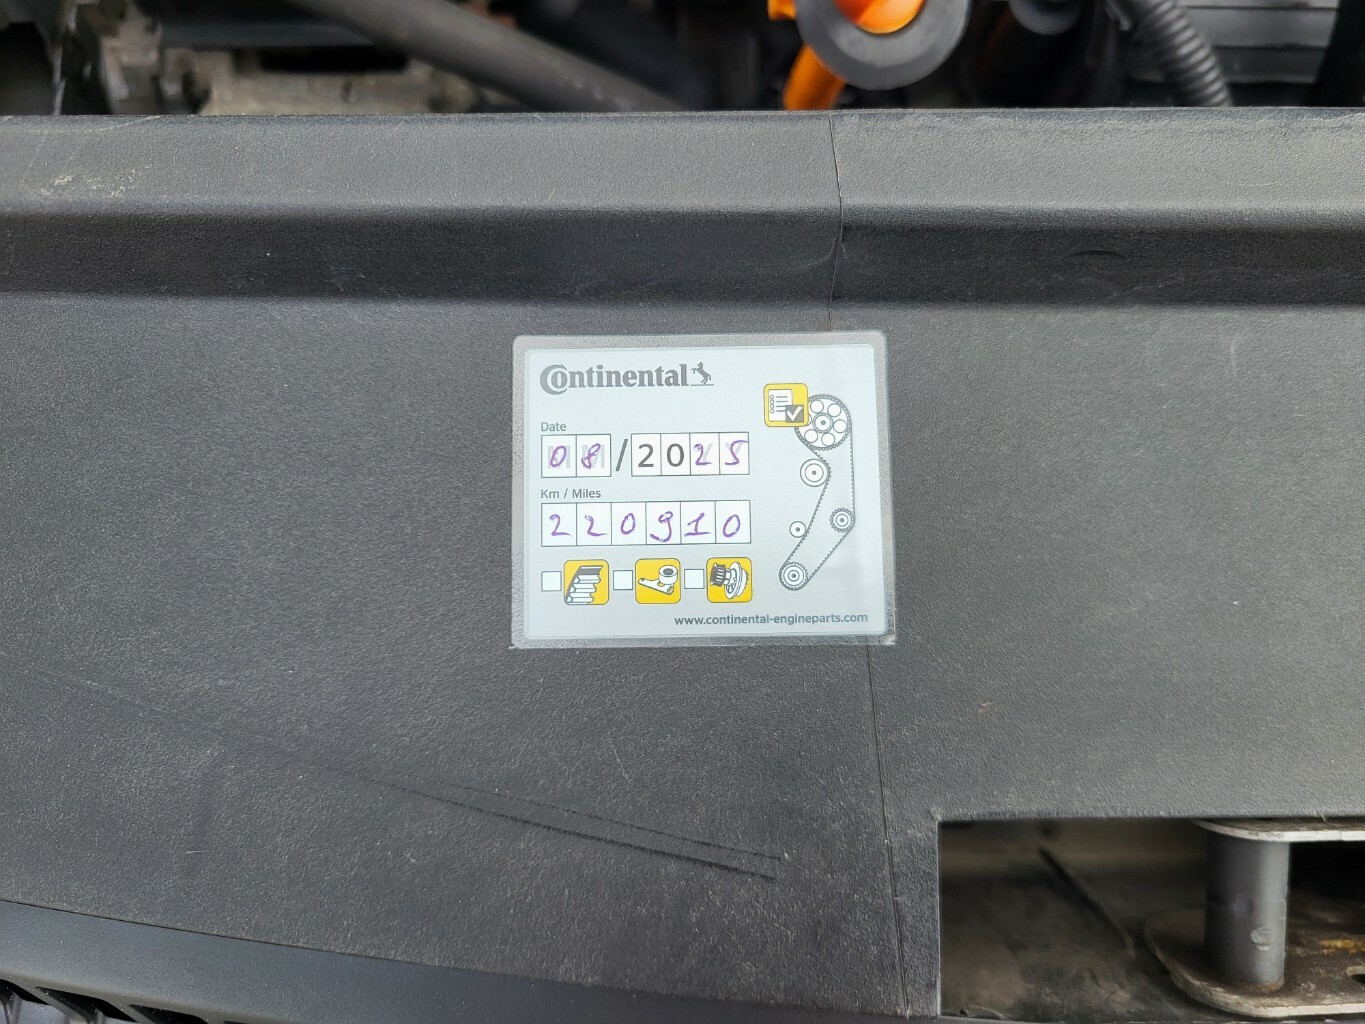 Continental
Date
08/2025
Km / Miles
220910
www.continental-engineparts.com